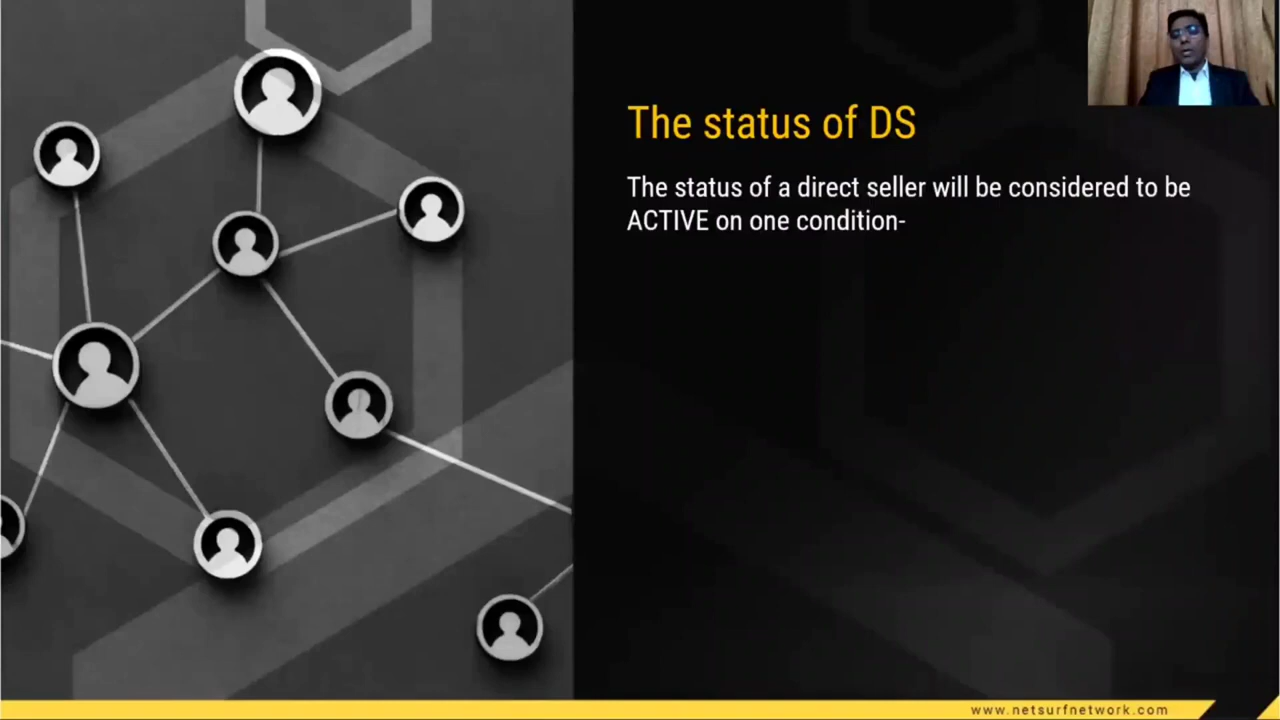 The status of DS
The status of a direct seller will be considered to be
ACTIVE on one condition-
www.netsurfnetwork.com